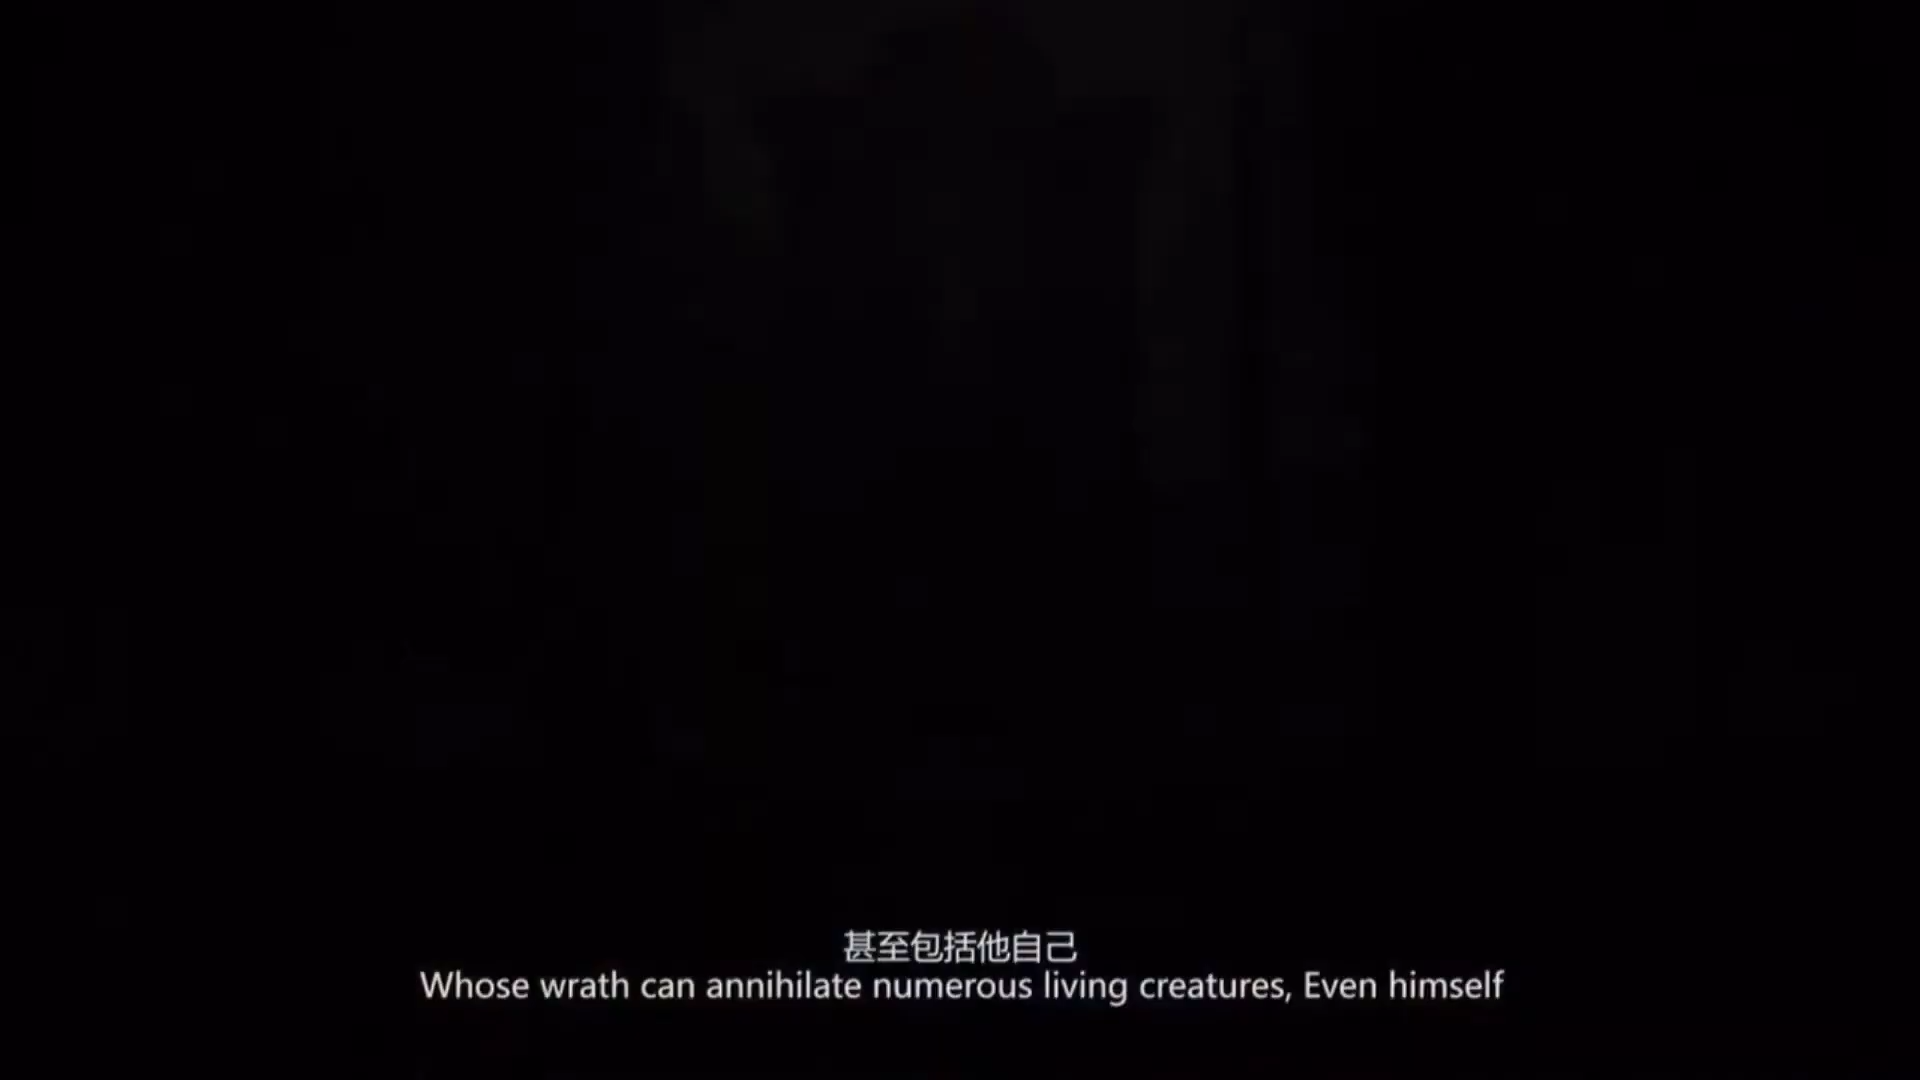 甚至包括他自己
Whose wrath can annihilate numerous living creatures, Even himself